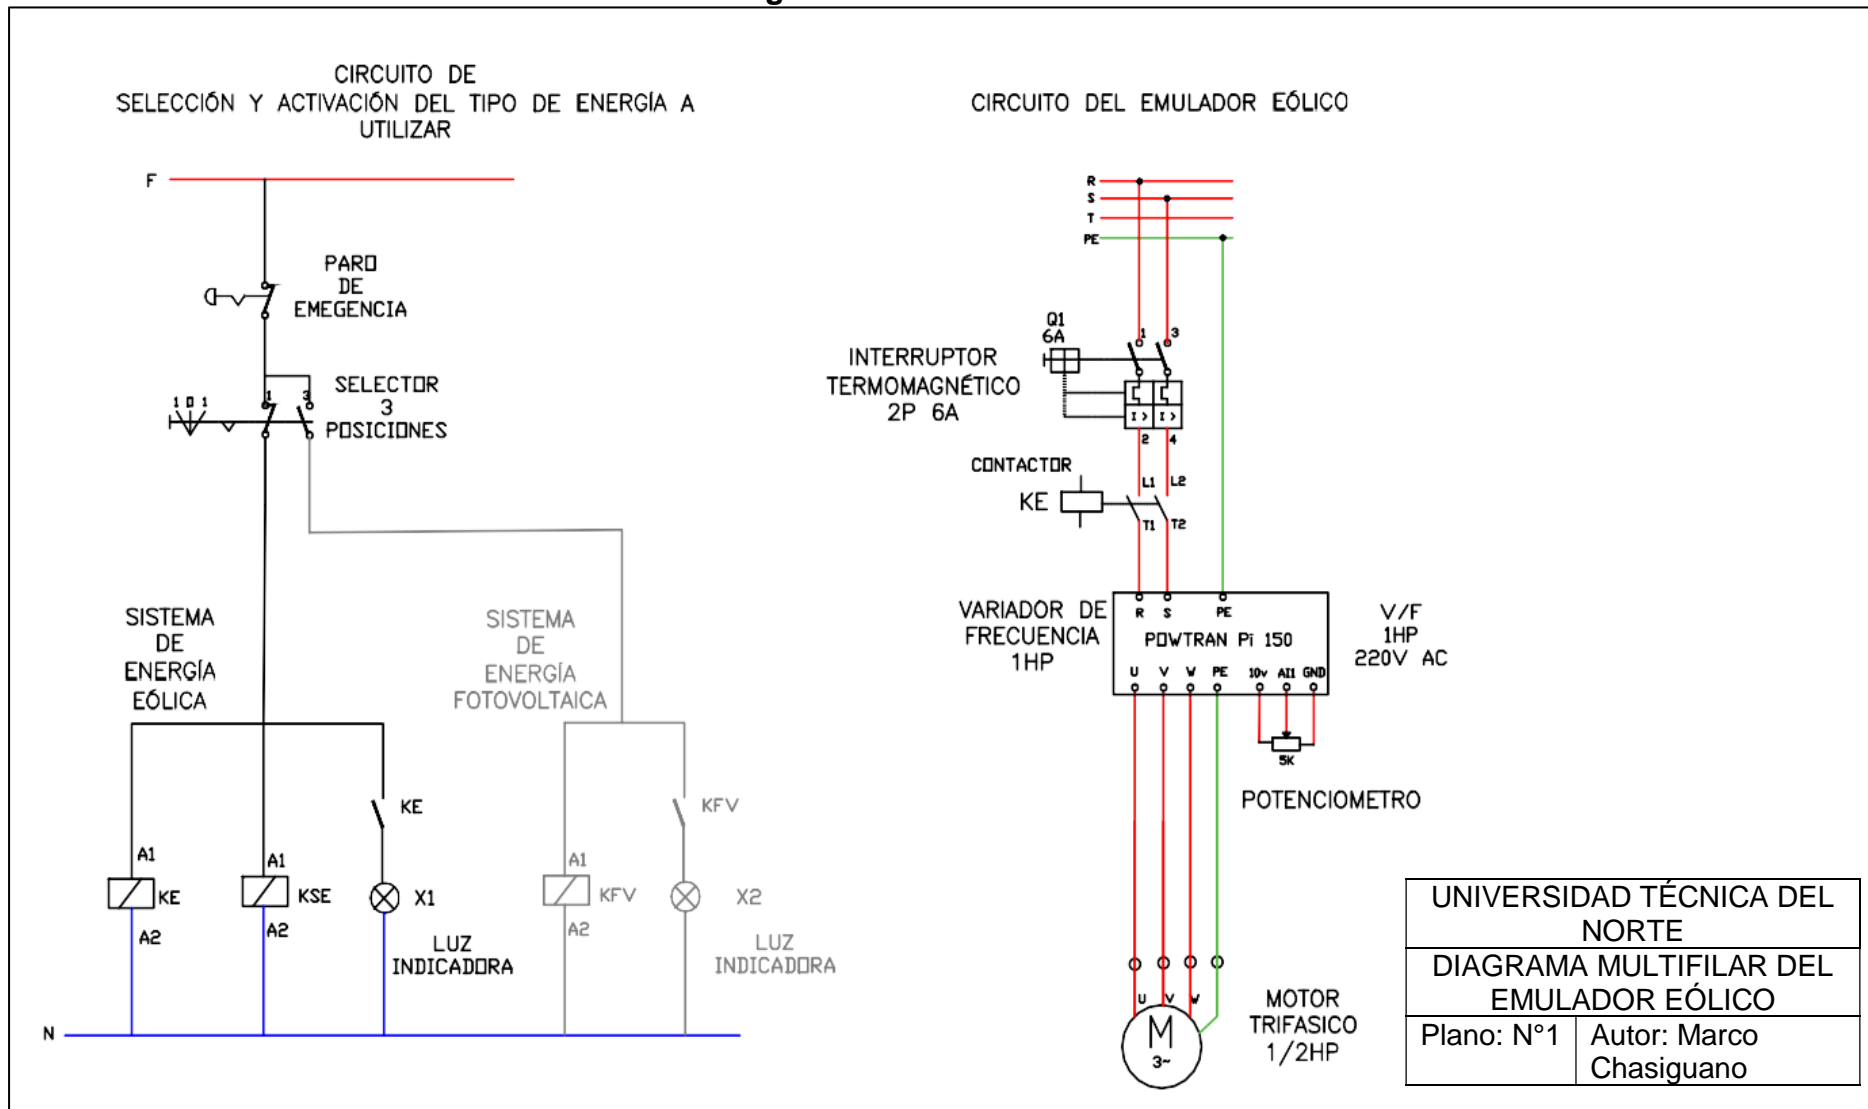 CIRCUITO DE
SELECCIÓN Y ACTIVACIÓN DEL TIPO DE ENERGÍA A
UTILIZAR
F
PARO
DE
EMEGENCIA
1 0 1
1
3
SELECTOR
3
POSICIONES
SISTEMA
DE
ENERGÍA
EÓLICA
SISTEMA
DE
ENERGÍA
FOTOVOLTAICA
KE
KFV
A1
KE
A2
A1
KSE
A2
X1
LUZ
INDICADORA
A1
KFV
A2
X2
LUZ
INDICADORA
N
CIRCUITO DEL EMULADOR EÓLICO
R
S
T
PE
Q1
6A
1
3
INTERRUPTOR
TERMOMAGNÉTICO
2P 6A
I >
I >
2
4
CONTACTOR
KE
L1
L2
T1
T2
VARIADOR DE
FRECUENCIA
1HP
R S PE
POWTRAN Pi 150
U V W PE 10v AI1 GND
V/F
1HP
220V AC
5K
POTENCIOMETRO
U V W
M
3~
MOTOR
TRIFASICO
1/2HP
UNIVERSIDAD TÉCNICA DEL
NORTE
DIAGRAMA MULTIFILAR DEL
EMULADOR EÓLICO
Plano: N°1
Autor: Marco
Chasiguano